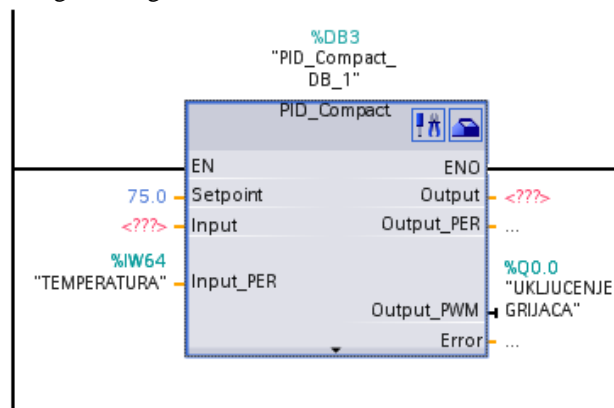 %DB3
"PID_Compact_
DB_1"
PID_Compact
EN ENO
75.0 Setpoint Output <???>
<???> Input Output_PER ...
%IW64
"TEMPERATURA" Input_PER
%Q0.0
"UKLJUCENJE
Output_PWM GRIJACA"
Error ...